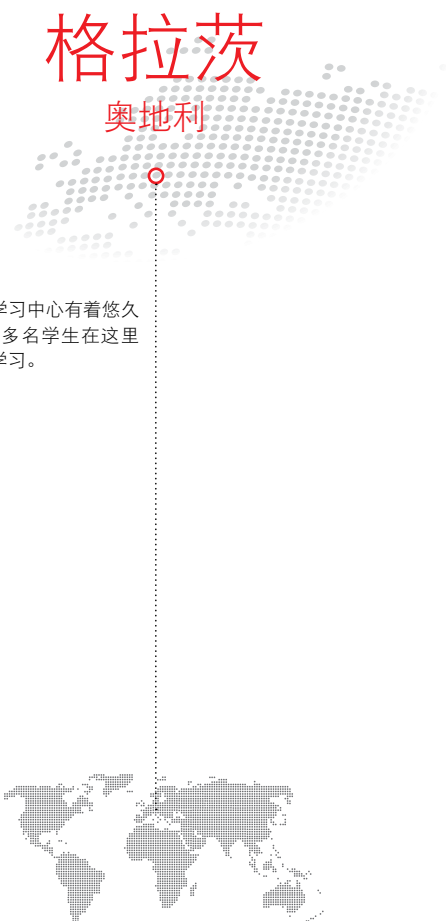 格拉茨
奥地利
学习中心有着悠久
多名学生在这里
学习。